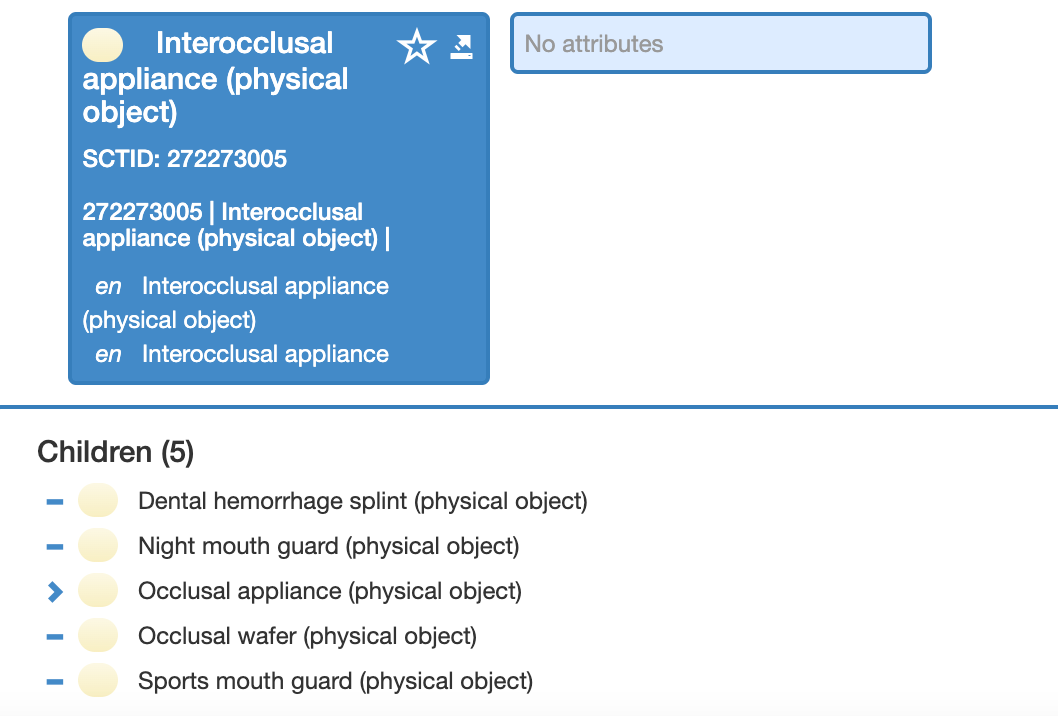 Interocclusal
appliance (physical
object)
SCTID: 272273005
272273005 | Interocclusal
appliance (physical object) |
en Interocclusal appliance
(physical object)
en Interocclusal appliance
No attributes
Children (5)
Dental hemorrhage splint (physical object)
Night mouth guard (physical object)
Occlusal appliance (physical object)
Occlusal wafer (physical object)
Sports mouth guard (physical object)